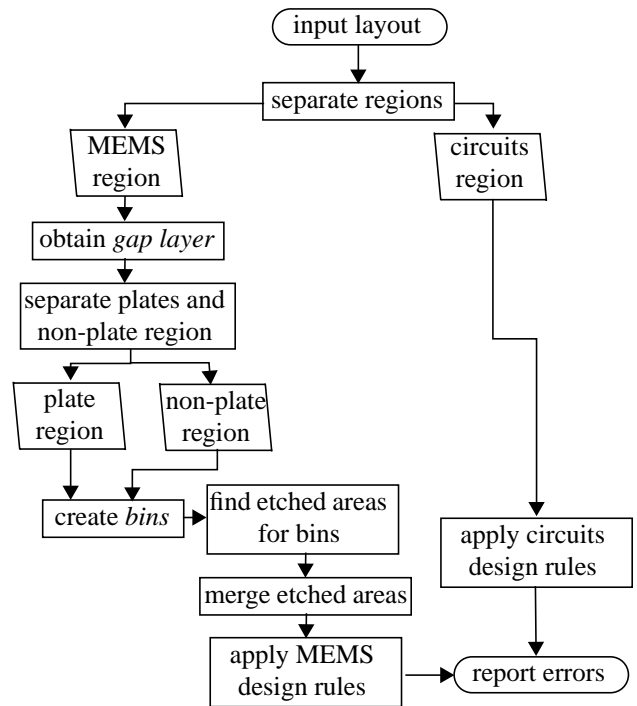 input layout
separate regions
MEMS
region
circuits
region
obtain gap layer
separate plates and
non-plate region
plate
region
non-plate
region
create bins
find etched areas
for bins
merge etched areas
apply MEMS
design rules
apply circuits
design rules
report errors